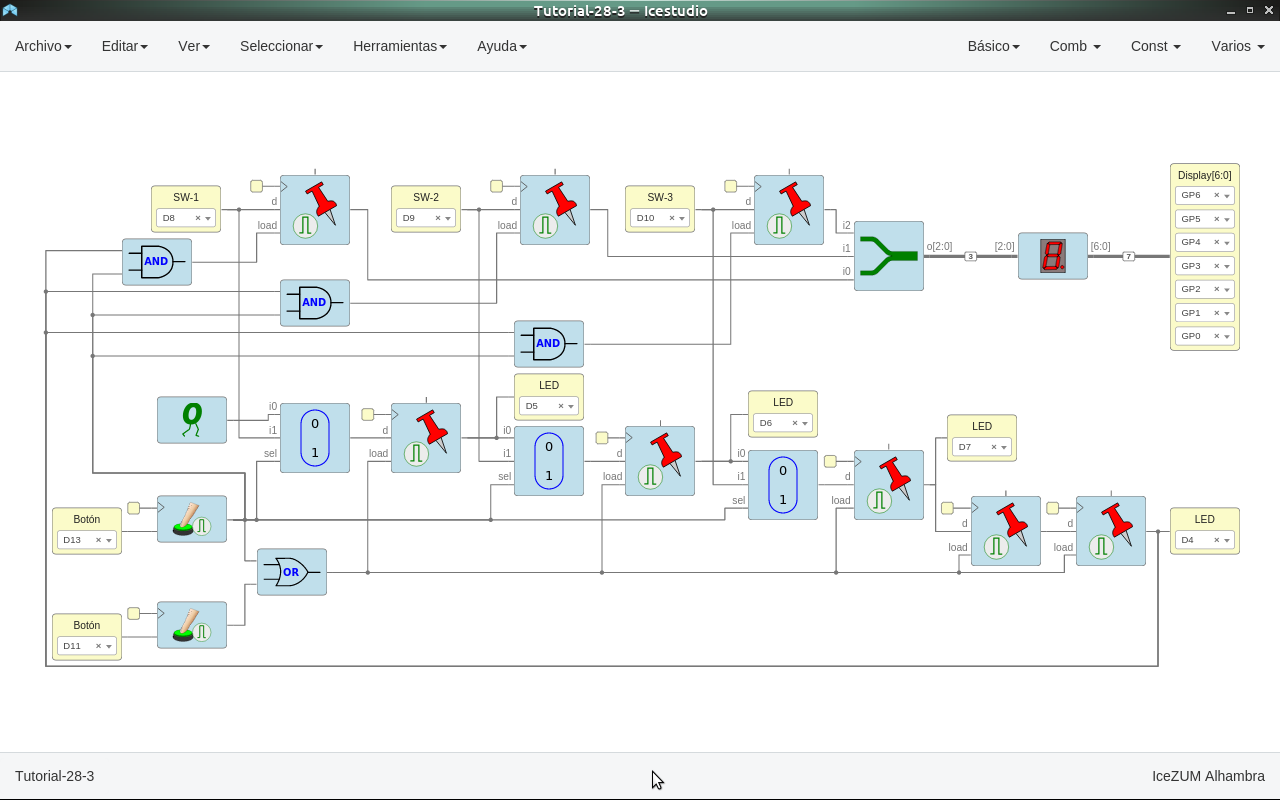 Tutorial-28-3 — Icestudio
Archivo Editar Ver Seleccionar Herramientas Ayuda Básico Comb Const Varios
SW-1
D8 ×
d
load
SW-2
D9 ×
d
load
SW-3
D10 ×
d
load
i2
i1
i0
o[2:0]
3
[2:0]
[6:0]
7
Display[6:0]
GP6 ×
GP5 ×
GP4 ×
GP3 ×
GP2 ×
GP1 ×
GP0 ×
AND
AND
AND
0
i0
i1
sel
0
1
d
load
LED
D5 ×
i0
i1
sel
0
1
d
load
LED
D6 ×
i0
i1
sel
0
1
d
load
LED
D7 ×
d
load
d
load
LED
D4 ×
Botón
D13 ×
OR
Botón
D11 ×
Tutorial-28-3
IceZUM Alhambra